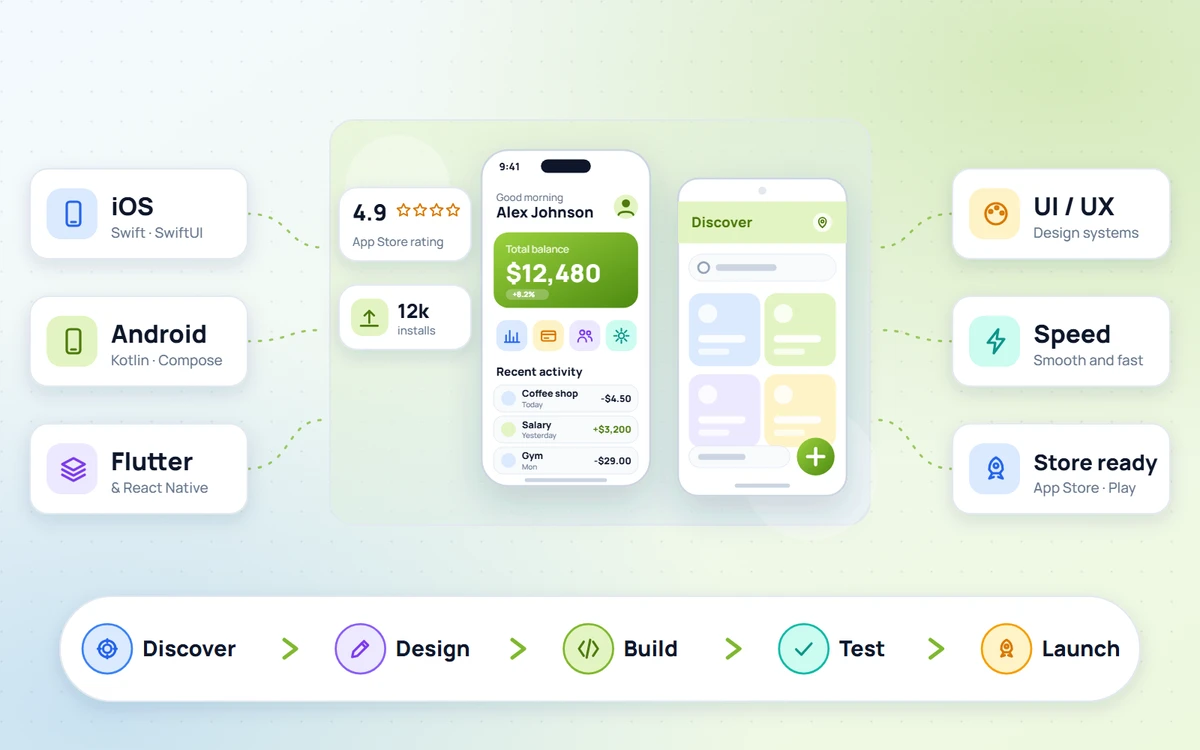 iOS
Swift · SwiftUI
Android
Kotlin · Compose
Flutter
& React Native
4.9
App Store rating
12k
installs
9:41
Good morning
Alex Johnson
Total balance
$12,480
+8.2%
Recent activity
Coffee shop
Today
-$4.50
Salary
Yesterday
+$3,200
Gym
Mon
-$29.00
Discover
UI / UX
Design systems
Speed
Smooth and fast
Store ready
App Store · Play
Discover
Design
Build
Test
Launch